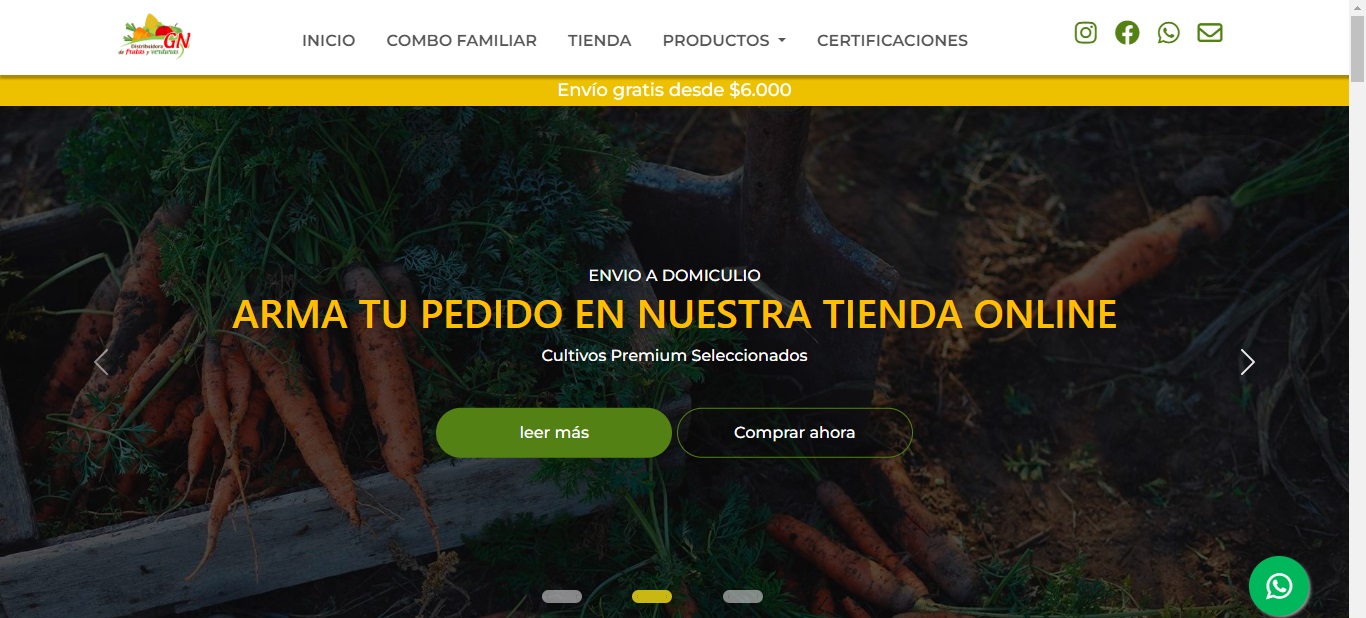 Distribuidora
GN
de Frutas y verduras
INICIO
COMBO FAMILIAR
TIENDA
PRODUCTOS
CERTIFICACIONES
Envío gratis desde $6.000
ENVIO A DOMICULIO
ARMA TU PEDIDO EN NUESTRA TIENDA ONLINE
Cultivos Premium Seleccionados
leer más
Comprar ahora